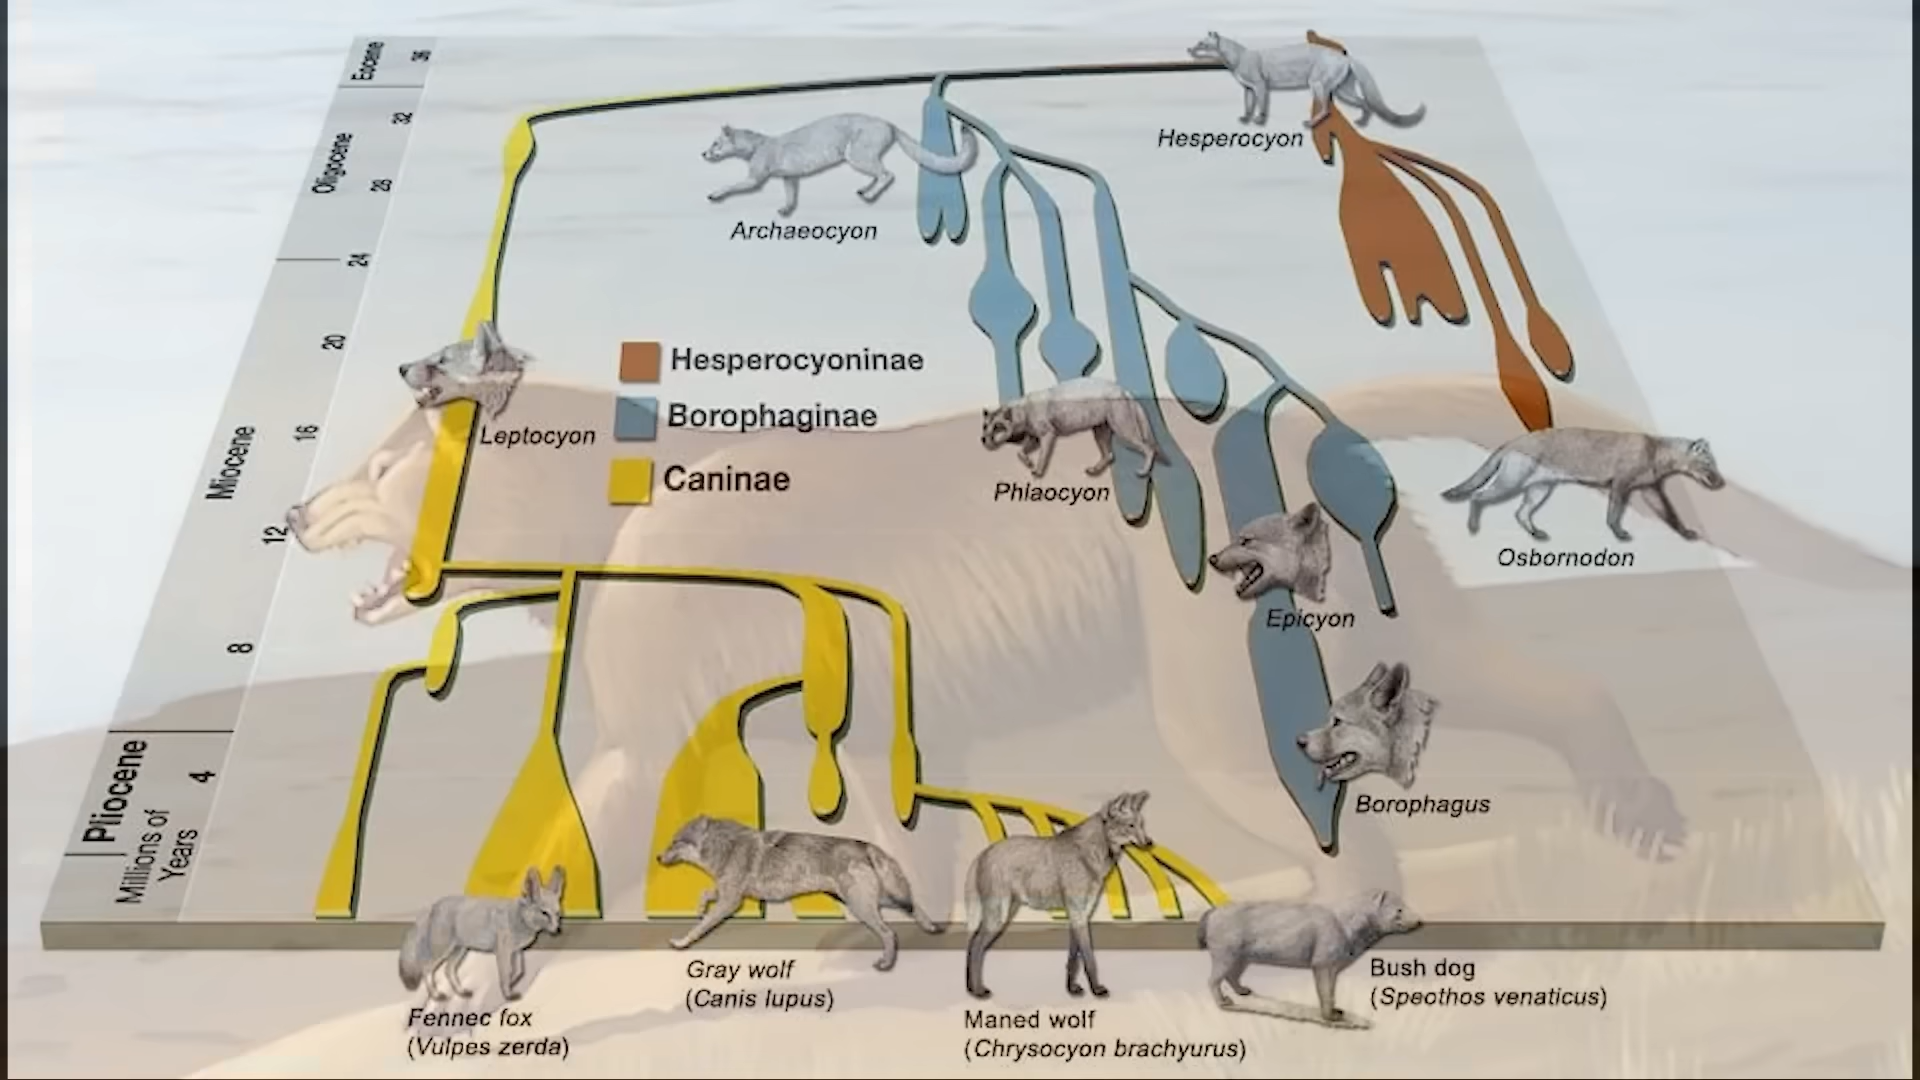 Eocene
36
32
Oligocene
28
24
20
Miocene
16
12
8
Pliocene
4
Millions of
Years
Hesperocyon
Archaeocyon
Hesperocyoninae
Borophaginae
Caninae
Leptocyon
Phlaocyon
Osbornodon
Epicyon
Borophagus
Fennec fox
(Vulpes zerda)
Gray wolf
(Canis lupus)
Maned wolf
(Chrysocyon brachyurus)
Bush dog
(Speothos venaticus)